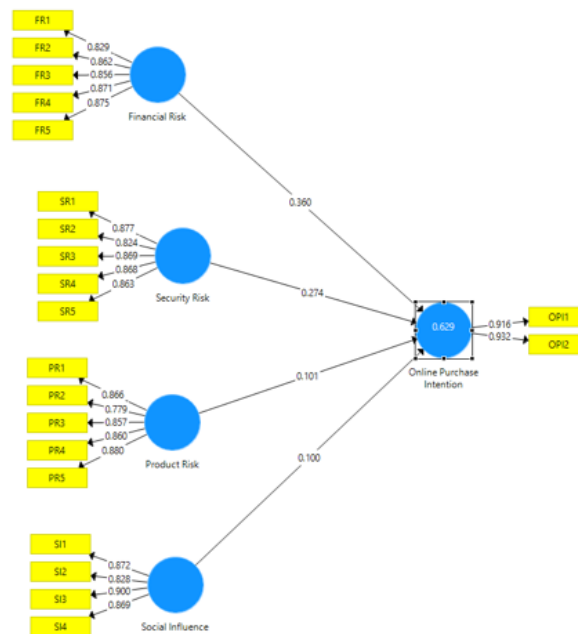 FR1
0.829
FR2
0.862
FR3
0.856
FR4
0.871
FR5
0.875
Financial Risk
0.360
SR1
0.877
SR2
0.824
SR3
0.869
SR4
0.868
SR5
0.863
Security Risk
0.274
0.629
0.916
OPI1
0.932
OPI2
Online Purchase
Intention
PR1
0.866
PR2
0.779
PR3
0.857
PR4
0.860
PR5
0.880
Product Risk
0.101
0.100
SI1
0.872
SI2
0.828
SI3
0.900
SI4
0.869
Social Influence